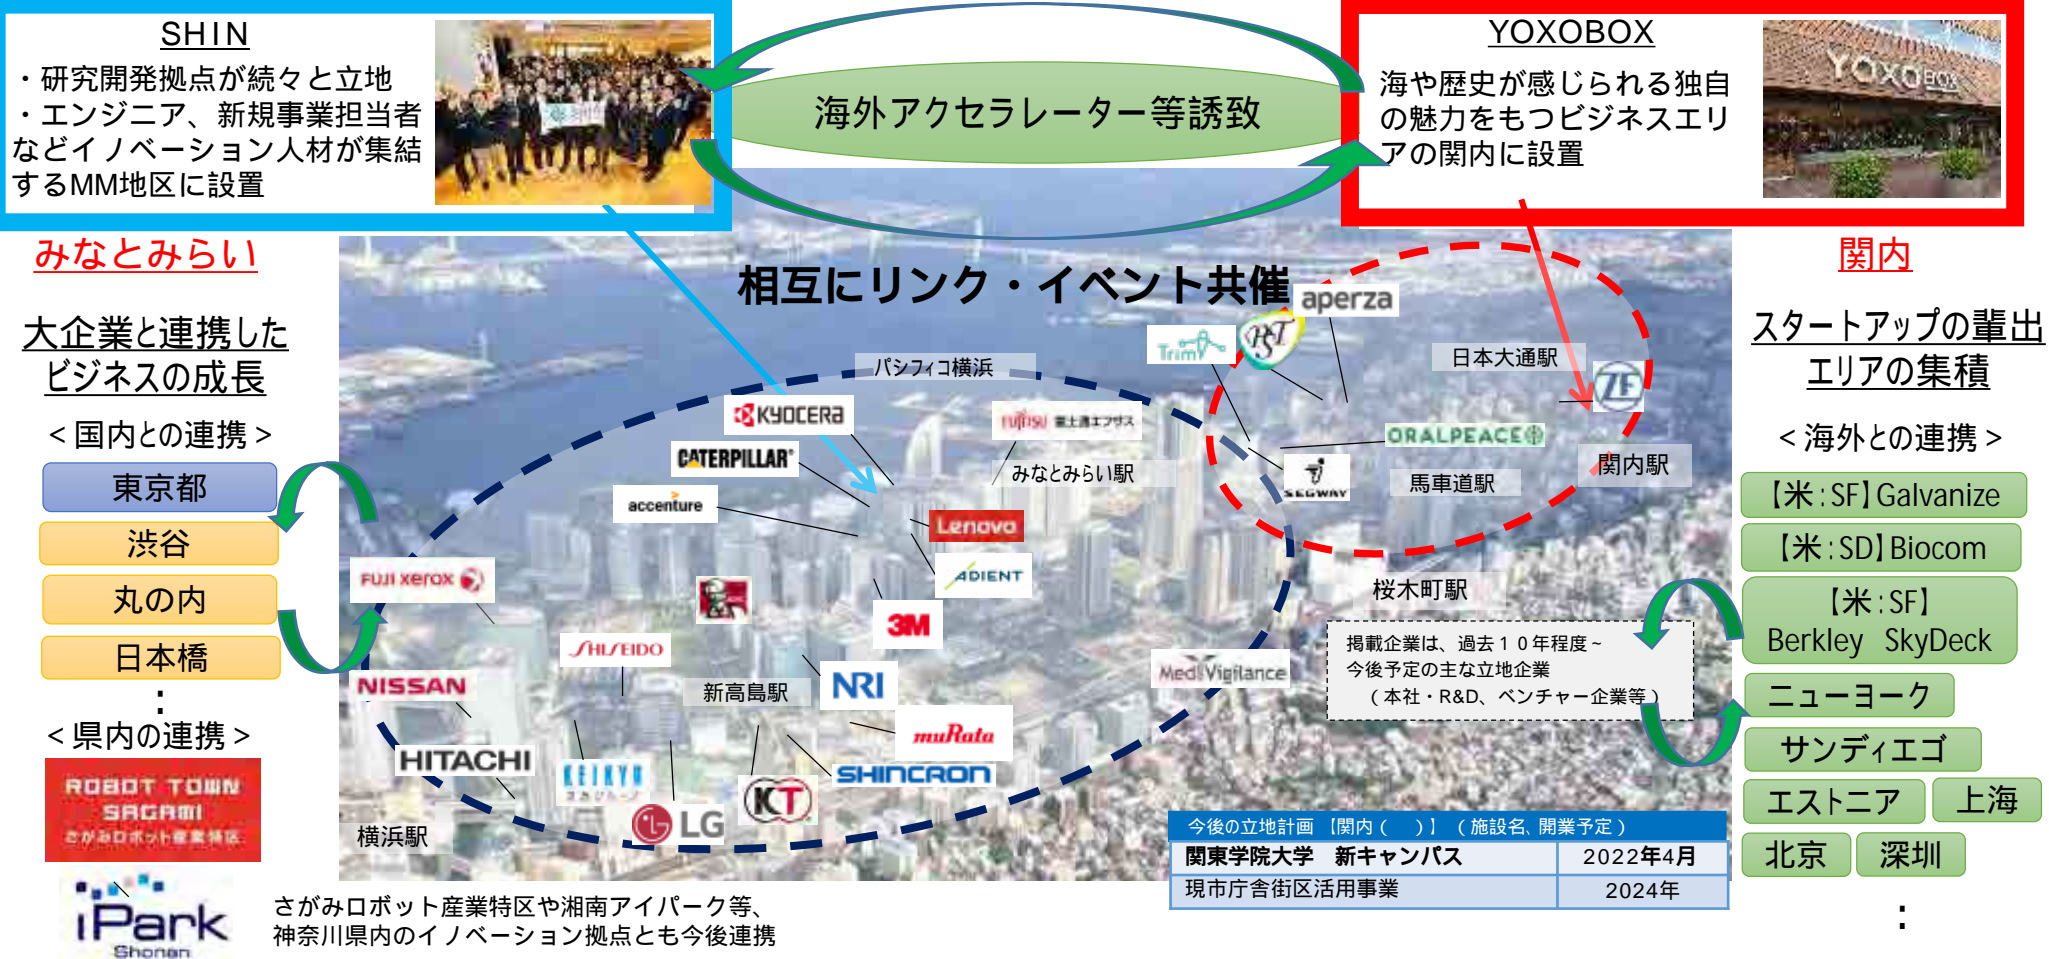 SHIN
・研究開発拠点が続々と立地
・エンジニア、新規事業担当者
などイノベーション人材が集結
するMM地区に設置
海外アクセラレーター等誘致
YOXOBOX
海や歴史が感じられる独自
の魅力をもつビジネスエリ
アの関内に設置
YOXOBOX
みなとみらい
大企業と連携した
ビジネスの成長
<国内との連携>
東京都
渋谷
丸の内
日本橋
：
<県内の連携>
ROBOT TOWN
SAGAMI
さがみロボット産業特区
iPark
Shonan
さがみロボット産業特区や湘南アイパーク等、
神奈川県内のイノベーション拠点とも今後連携
相互にリンク・イベント共催
パシフィコ横浜
KYOCERA
FUJITSU 富士通エフサス
CATERPILLAR
みなとみらい駅
accenture
Lenovo
ADIENT
FUJI xerox
3M
SHISEIDO
NISSAN
新高島駅
NRI
muRata
HITACHI
KEIKYU
京急グループ
SHINCRON
KT
LG
横浜駅
aperza
Trim
PST
日本大通駅
ZF
ORALPEACE
SEGWAY
馬車道駅
関内駅
桜木町駅
MediVigilance
掲載企業は、過去１０年程度~
今後予定の主な立地企業
（本社・R&D、ベンチャー企業等）
今後の立地計画【関内（　）】（施設名、開業予定）
関東学院大学　新キャンパス　2022年4月
現市庁舎街区活用事業　2024年
関内
スタートアップの輩出
エリアの集積
<海外との連携>
【米:SF】Galvanize
【米:SD】Biocom
【米:SF】
Berkley SkyDeck
ニューヨーク
サンディエゴ
エストニア　上海
北京　深圳
：